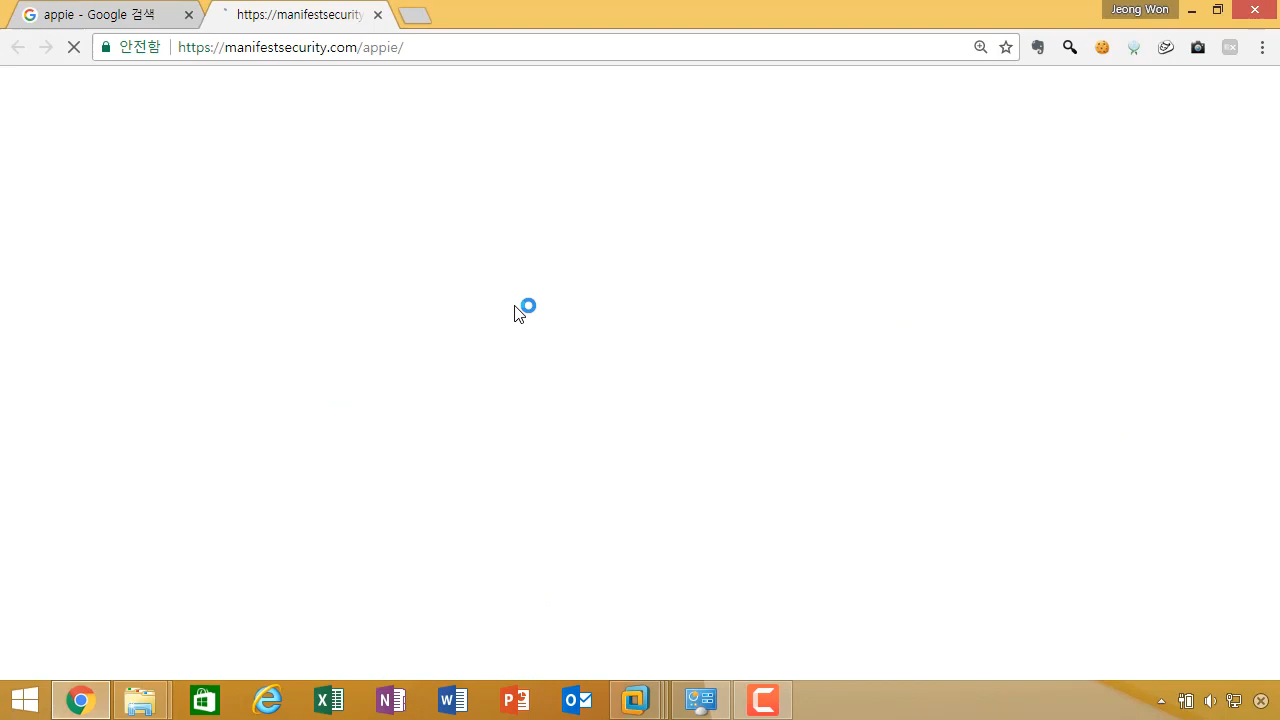 appie - Google 검색
https://manifestsecurity
Jeong Won
안전함
https://manifestsecurity.com/appie/